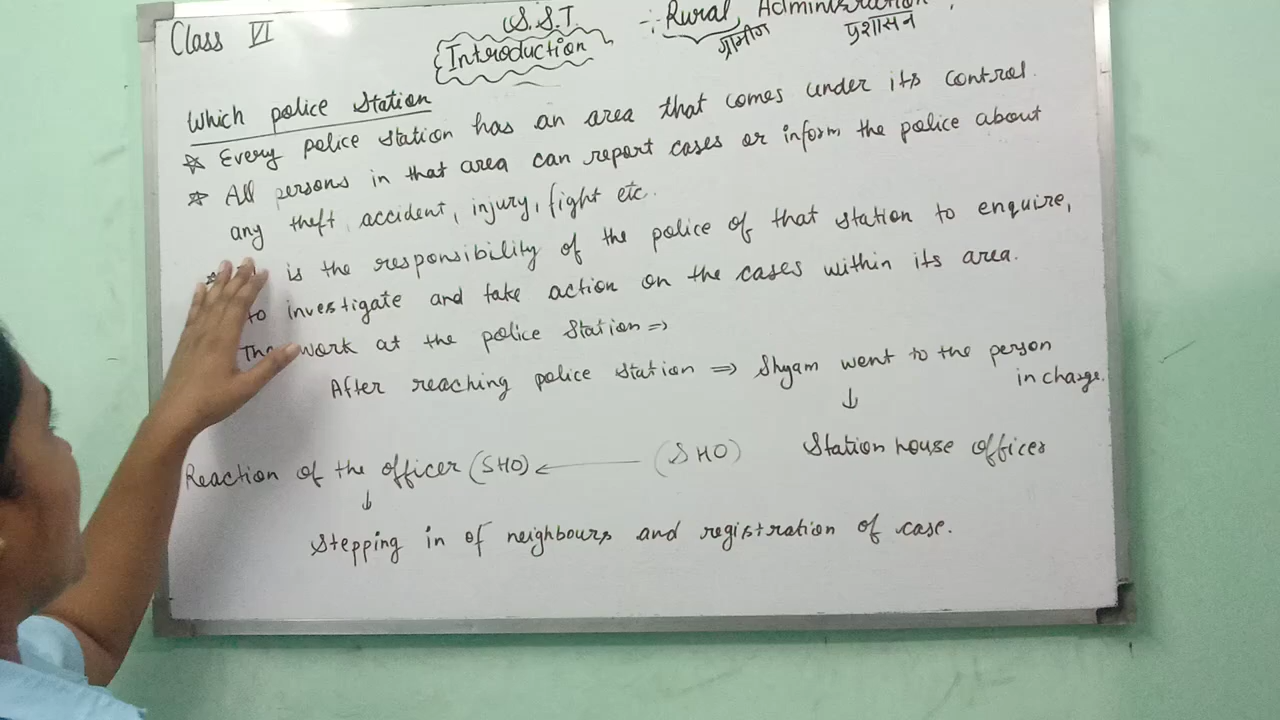 Class VI
S.S.T. -: Rural Administration
Introduction ग्रामीण प्रशासन
Which police station
☆ Every police station has an area that comes under its control.
☆ All persons in that area can report cases or inform the police about
any theft, accident, injury, fight etc.
☆ is the responsibility of the police of that station to enquire,
to investigate and take action on the cases within its area.
The work at the police station ⇒
After reaching police station ⇒ Shyam went to the person
in charge.
↓
Reaction of the officer (SHO) ← (SHO) Station house officer
↓
Stepping in of neighbours and registration of case.